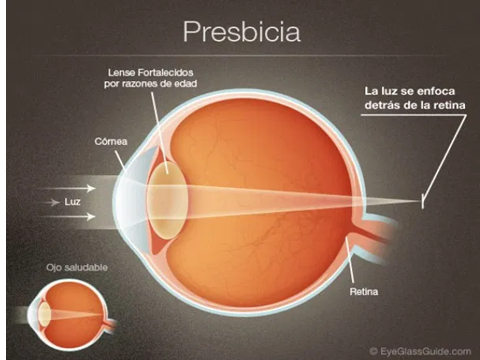 Presbicia
Lense Fortalecidos
por razones de edad
La luz se enfoca
detrás de la retina
Córnea
Luz
Ojo saludable
Retina
© EyeGlassGuide.com